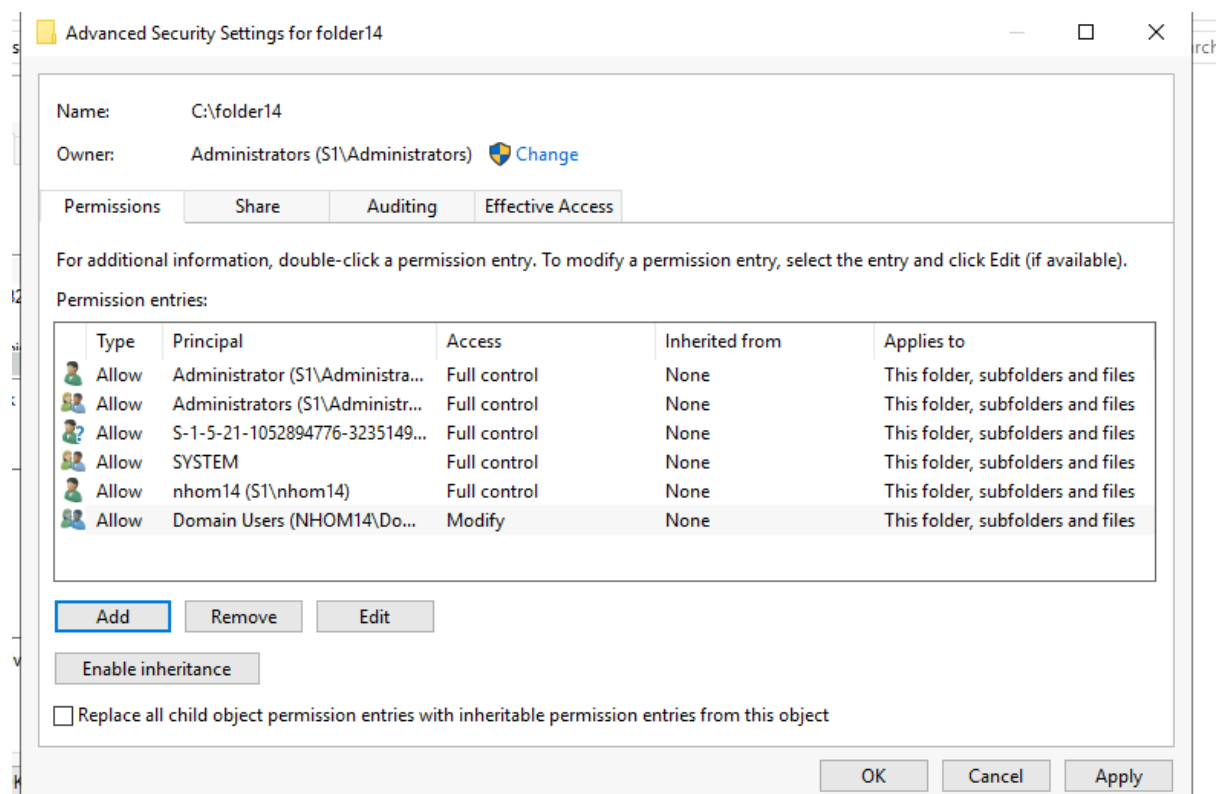 Advanced Security Settings for folder14
Name: C:\folder14
Owner: Administrators (S1\Administrators) Change
Permissions Share Auditing Effective Access
For additional information, double-click a permission entry. To modify a permission entry, select the entry and click Edit (if available).
Permission entries:
Type Principal Access Inherited from Applies to
Allow Administrator (S1\Administra... Full control None This folder, subfolders and files
Allow Administrators (S1\Administr... Full control None This folder, subfolders and files
Allow S-1-5-21-1052894776-3235149... Full control None This folder, subfolders and files
Allow SYSTEM Full control None This folder, subfolders and files
Allow nhom14 (S1\nhom14) Full control None This folder, subfolders and files
Allow Domain Users (NHOM14\Do... Modify None This folder, subfolders and files
Add Remove Edit
Enable inheritance
Replace all child object permission entries with inheritable permission entries from this object
OK Cancel Apply